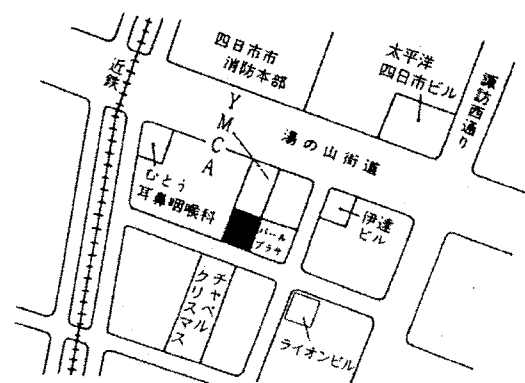 四日市市
消防本部
太平洋
四日市ビル
諏訪西通り
近鉄
YMCA
湯の山街道
むとう
耳鼻咽喉科
パール
プラザ
伊達
ビル
チャペル
クリスマス
ライオンビル